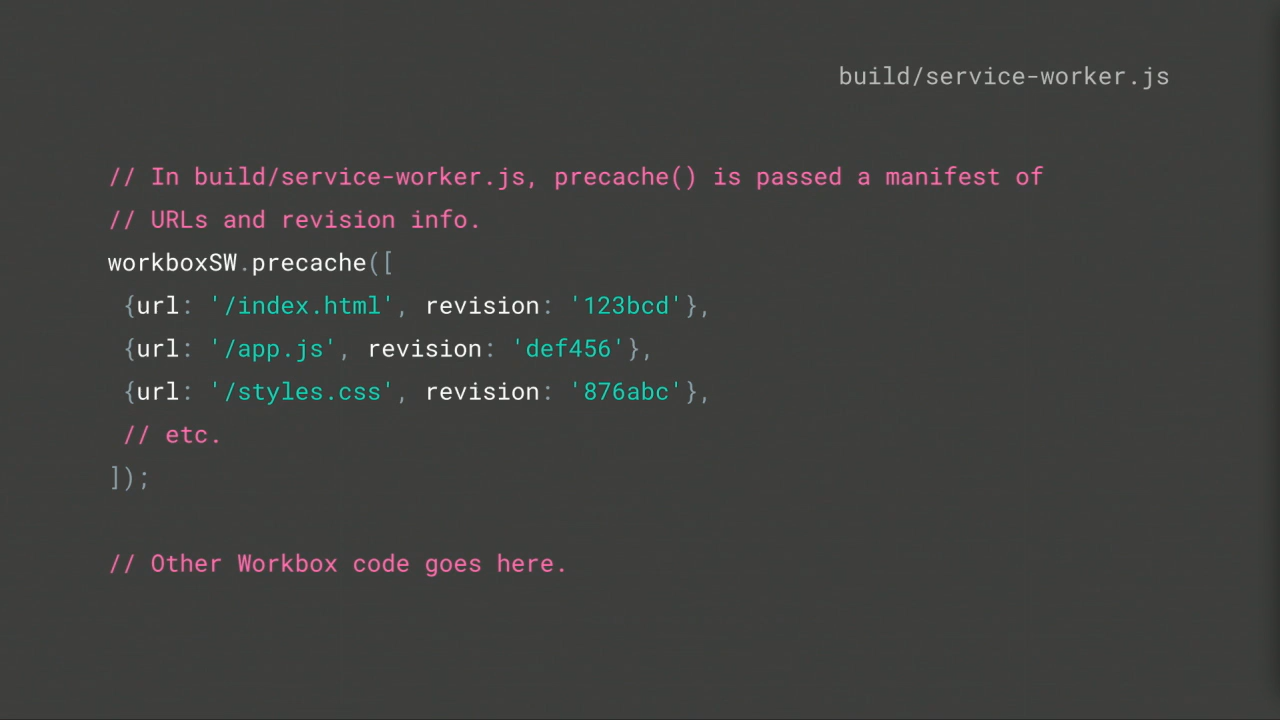 build/service-worker.js
// In build/service-worker.js, precache() is passed a manifest of
// URLs and revision info.
workboxSW.precache([
{url: '/index.html', revision: '123bcd'},
{url: '/app.js', revision: 'def456'},
{url: '/styles.css', revision: '876abc'},
// etc.
]);
// Other Workbox code goes here.